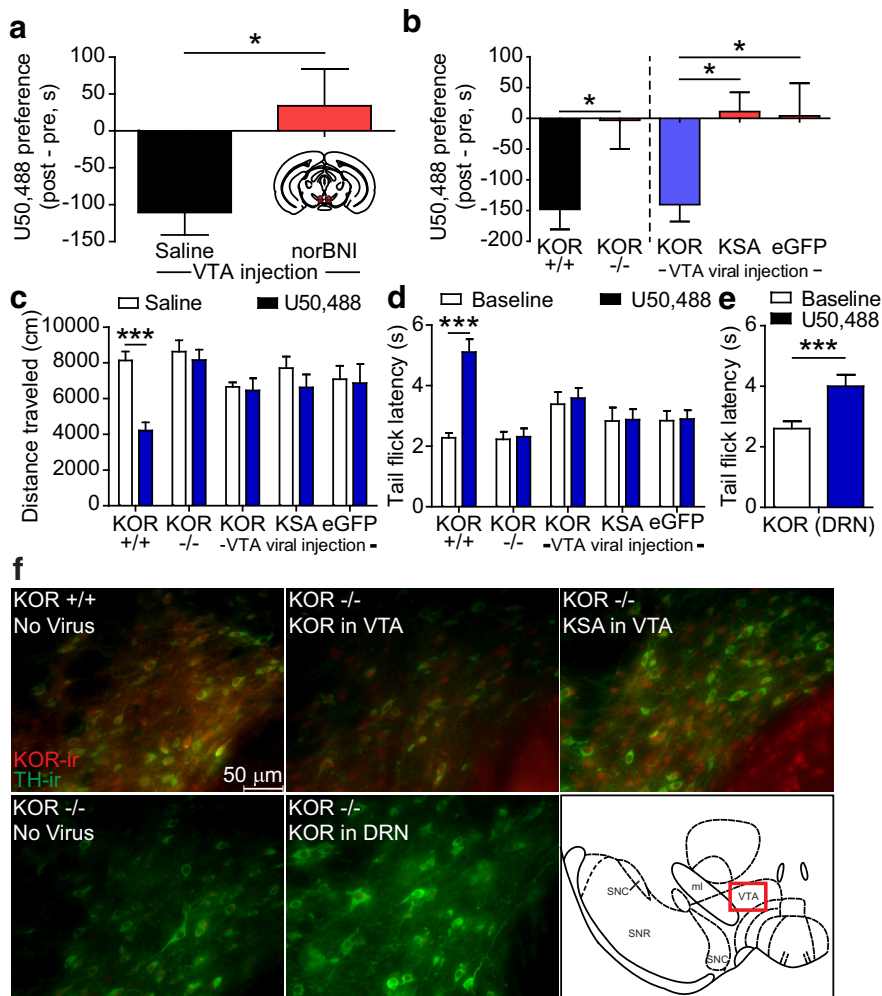 a
U50,488 preference
(post - pre, s)
100
50
0
-50
-100
-150
*
Saline
norBNI
VTA injection
b
U50,488 preference
(post - pre, s)
100
50
0
-50
-100
-150
-200
*
*
*
KOR
+/+
KOR
-/-
KOR
KSA
eGFP
-VTA viral injection -
c
Saline
U50,488
Distance traveled (cm)
10000
8000
6000
4000
2000
0
***
KOR
+/+
KOR
-/-
KOR
KSA
eGFP
-VTA viral injection -
d
Baseline
U50,488
Tail flick latency (s)
6
4
2
0
***
KOR
+/+
KOR
-/-
KOR
KSA
eGFP
-VTA viral injection -
e
Baseline
U50,488
Tail flick latency (s)
6
4
2
0
***
KOR (DRN)
f
KOR +/+
No Virus
KOR-ir
TH-ir
50 μm
KOR -/-
KOR in VTA
KOR -/-
KSA in VTA
KOR -/-
No Virus
KOR -/-
KOR in DRN
SNC
ml
VTA
SNR
SNC